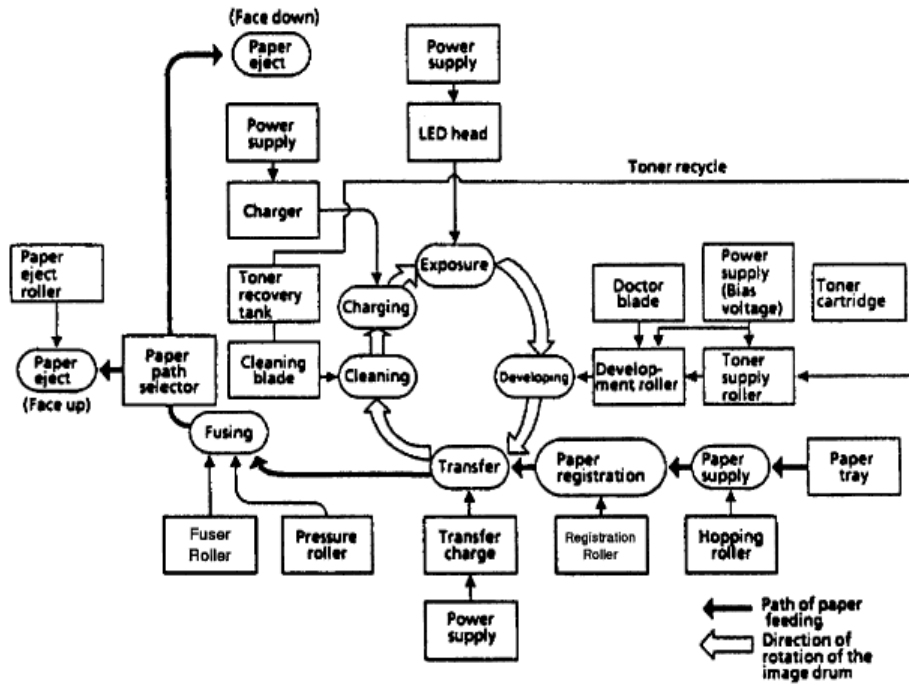 (Face down)
Paper
eject
Power
supply
LED head
Power
supply
Charger
Toner recycle
Paper
eject
roller
Toner
recovery
tank
Charging
Exposure
Doctor
blade
Power
supply
(Bias
voltage)
Toner
cartridge
Paper
eject
(Face up)
Paper
path
selector
Cleaning
blade
Cleaning
Developing
Develop-
ment roller
Toner
supply
roller
Fusing
Transfer
Paper
registration
Paper
supply
Paper
tray
Fuser
Roller
Pressure
roller
Transfer
charge
Registration
Roller
Hopping
roller
Power
supply
Path of paper
feeding
Direction of
rotation of the
image drum